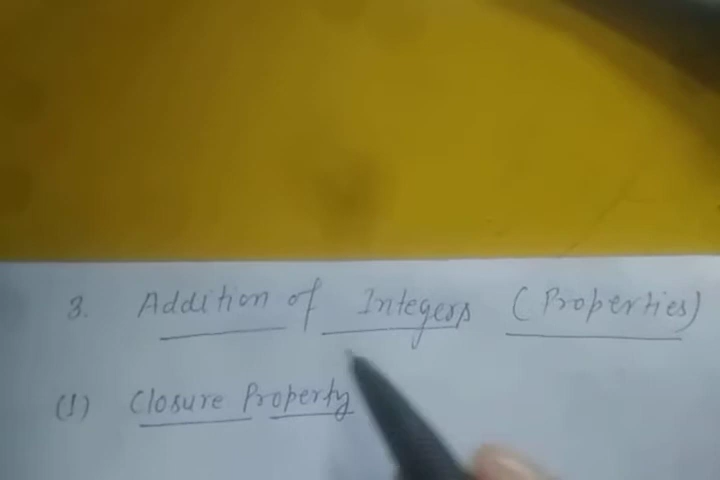 3. Addition of Integers (Properties)
(1) Closure Property